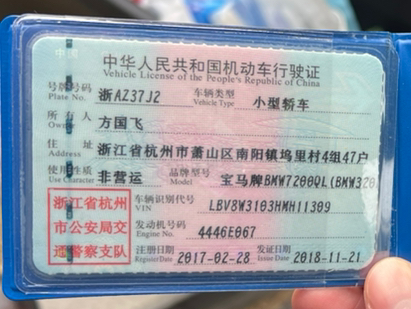 中华人民共和国机动车行驶证
Vehicle License of the People's Republic of China
号牌号码 浙AZ37J2 车辆类型 小型轿车
Plate No. Vehicle Type
所有人 方国飞
Owner
住址 浙江省杭州市萧山区南阳镇坞里村4组47户
Address
使用性质 非营运 品牌型号 宝马牌BMW7200QL(BMW320
Use Character Model
浙江省杭州
市公安局交
通警察支队
车辆识别代号 LBV8W3103HMH11309
VIN
发动机号码 4446E067
Engine No.
注册日期 2017-02-28 发证日期 2018-11-21
Register Date Issue Date